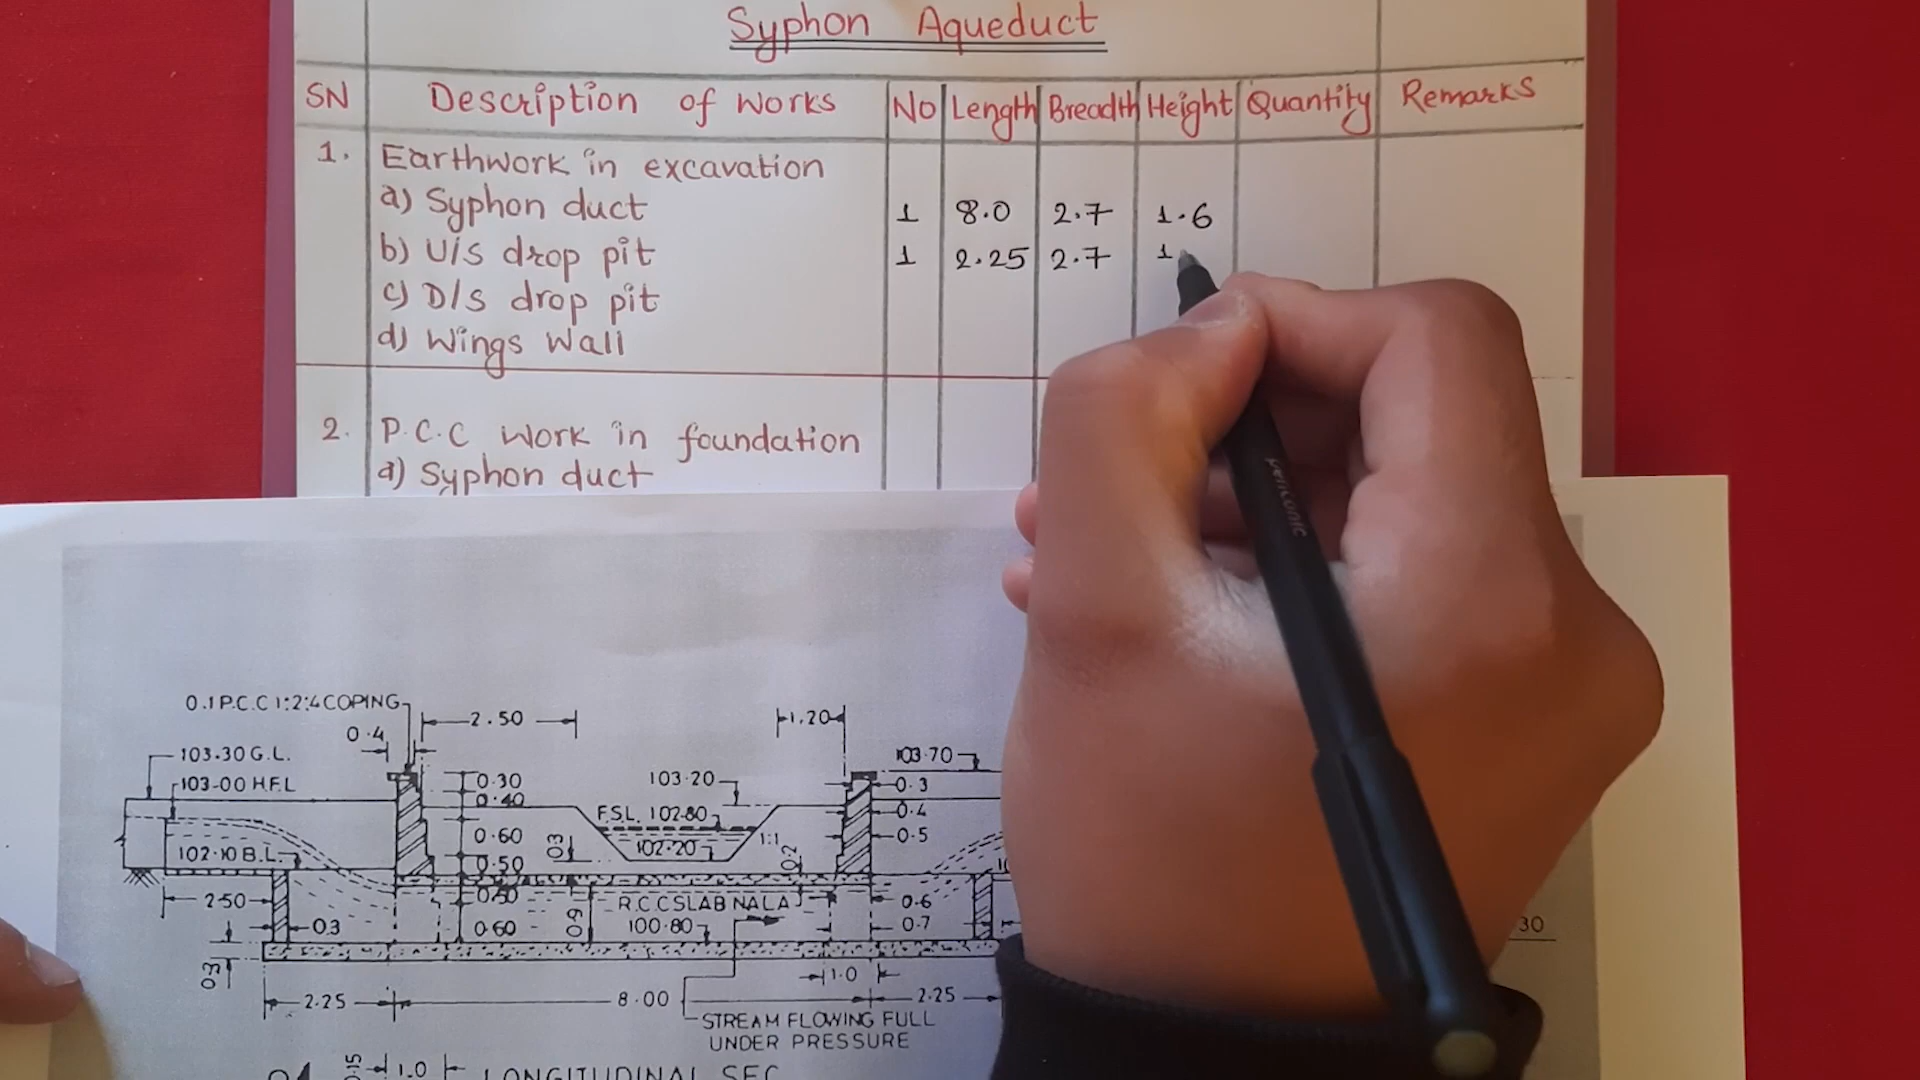 Syphon Aqueduct
SN Description of Works No Length Breadth Height Quantity Remarks
1. Earthwork in excavation
a) Syphon duct 1 8.0 2.7 1.6
b) U/s drop pit 1 2.25 2.7 1
c) D/s drop pit
d) Wings Wall
2. P.C.C Work in foundation
a) Syphon duct
pentonic
0.1 P.C.C 1:2:4 COPING
2.50 1.20
0.4
103.30 G.L. 103.70
103-00 H.F.L 0.30 103.20 0.3
0.40 F.S.L. 102.80 0.4
0.60 0.3 1:1 0.5
102.10 B.L. 0.50 102.20 0.2
2.50 R.C.C SLAB NALA 0.6
0.3 0.60 0.9 100.80 0.7 30
0.3 1.0
2.25 8.00 2.25
STREAM FLOWING FULL
UNDER PRESSURE
0.15 1.0 LONGITUDINAL SEC